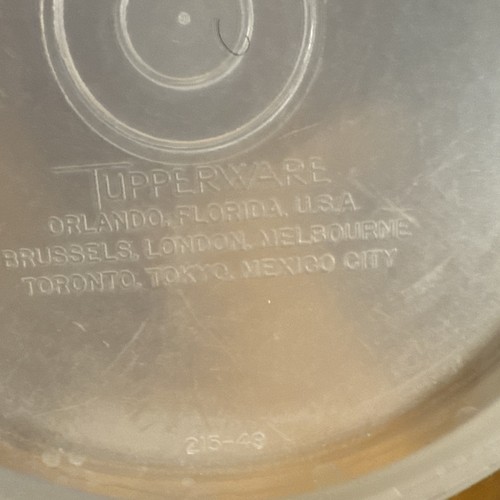 TUPPERWARE
ORLANDO, FLORIDA, U.S.A.
BRUSSELS, LONDON, MELBOURNE
TORONTO, TOKYO, MEXICO CITY
215-49